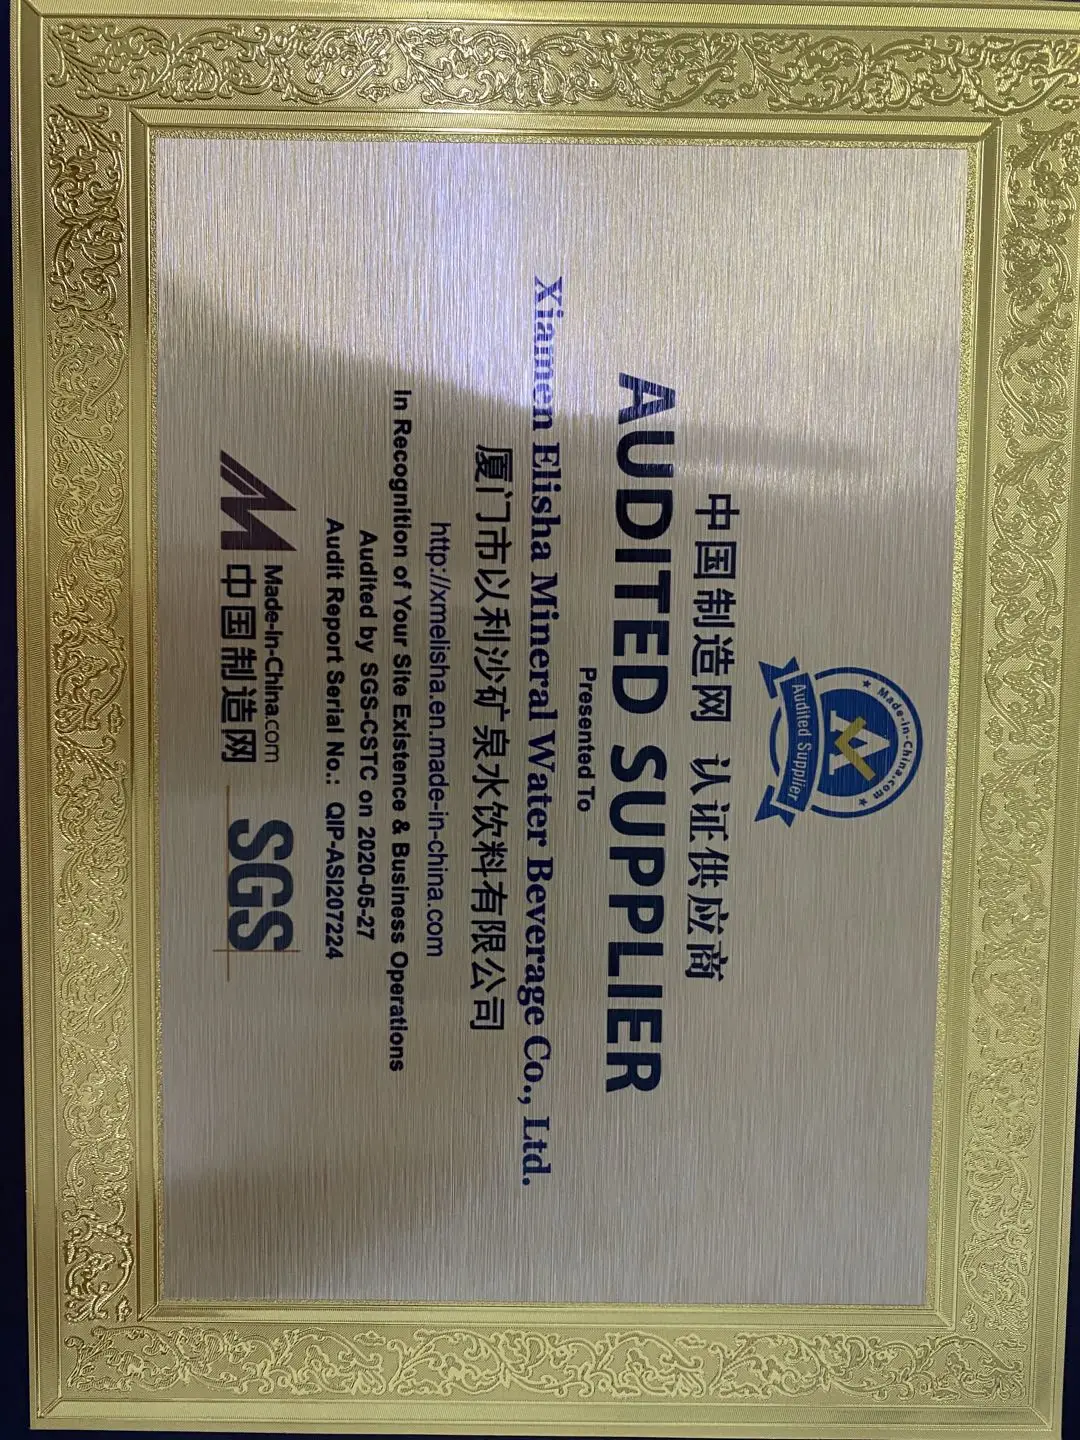 Made-in-China.com
Audited Supplier
中国制造网 认证供应商
AUDITED SUPPLIER
Presented To
Xiamen Elisha Mineral Water Beverage Co., Ltd.
厦门市以利沙矿泉水饮料有限公司
http://xmelisha.en.made-in-china.com
In Recognition of Your Site Existence & Business Operations
Audited by SGS-CSTC on 2020-05-27
Audit Report Serial No.: QIP-ASI207224
Made-in-China.com
中国制造网
SGS